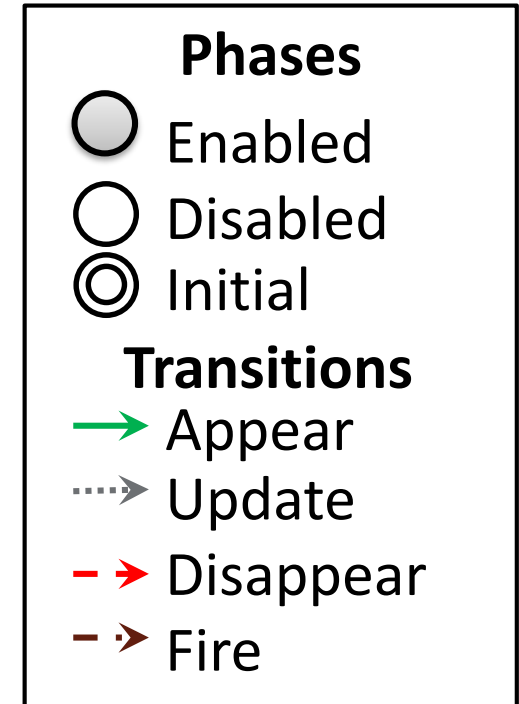 Phases
Enabled
Disabled
Initial
Transitions
Appear
Update
Disappear
Fire